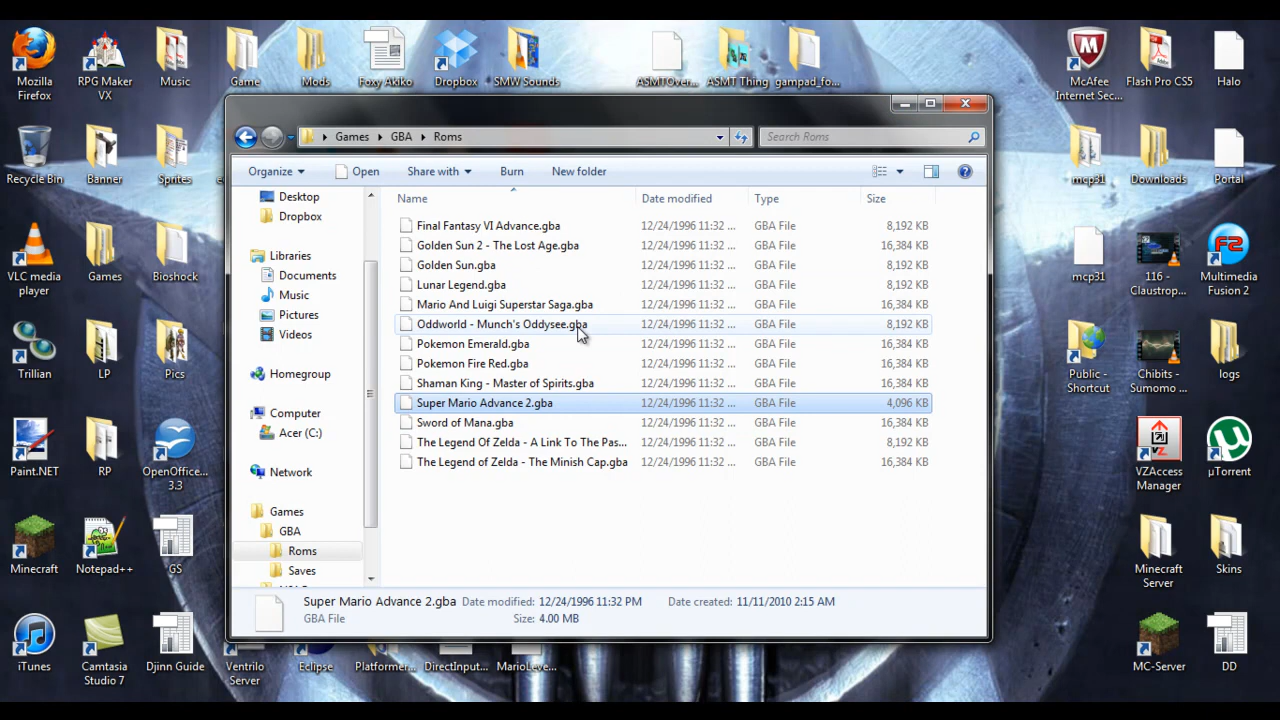 Mozilla
Firefox
RPG Maker
VX
Music
Game
Mods
Foxy Akiko
Dropbox
SMW Sounds
ASMTOver...
ASMT Thing
gampad_fo...
McAfee
Internet Sec...
Flash Pro CS5
Halo
Games
GBA
Roms
Search Roms
Organize
Open
Share with
Burn
New folder
Recycle Bin
Banner
Sprites
mcp31
Downloads
Portal
Desktop
Dropbox
Libraries
Documents
Music
Pictures
Videos
Homegroup
Computer
Acer (C:)
Network
Games
GBA
Roms
Saves
Name Date modified Type Size
Final Fantasy VI Advance.gba 12/24/1996 11:32 ... GBA File 8,192 KB
Golden Sun 2 - The Lost Age.gba 12/24/1996 11:32 ... GBA File 16,384 KB
Golden Sun.gba 12/24/1996 11:32 ... GBA File 8,192 KB
Lunar Legend.gba 12/24/1996 11:32 ... GBA File 8,192 KB
Mario And Luigi Superstar Saga.gba 12/24/1996 11:32 ... GBA File 16,384 KB
Oddworld - Munch's Oddysee.gba 12/24/1996 11:32 ... GBA File 8,192 KB
Pokemon Emerald.gba 12/24/1996 11:32 ... GBA File 16,384 KB
Pokemon Fire Red.gba 12/24/1996 11:32 ... GBA File 16,384 KB
Shaman King - Master of Spirits.gba 12/24/1996 11:32 ... GBA File 16,384 KB
Super Mario Advance 2.gba 12/24/1996 11:32 ... GBA File 4,096 KB
Sword of Mana.gba 12/24/1996 11:32 ... GBA File 16,384 KB
The Legend Of Zelda - A Link To The Pas... 12/24/1996 11:32 ... GBA File 8,192 KB
The Legend of Zelda - The Minish Cap.gba 12/24/1996 11:32 ... GBA File 16,384 KB
Super Mario Advance 2.gba Date modified: 12/24/1996 11:32 PM Date created: 11/11/2010 2:15 AM
GBA File Size: 4.00 MB
VLC media
player
Games
Bioshock
mcp31
116 -
Claustrop...
Multimedia
Fusion 2
Trillian
LP
Pics
Public -
Shortcut
Chibits -
Sumomo ...
logs
Paint.NET
RP
OpenOffice...
3.3
VZAccess
Manager
µTorrent
Minecraft
Notepad++
GS
Minecraft
Server
Skins
iTunes
Camtasia
Studio 7
Djinn Guide
Ventrilo
Server
Eclipse
Platformer...
DirectInput...
MarioLeve...
MC-Server
DD